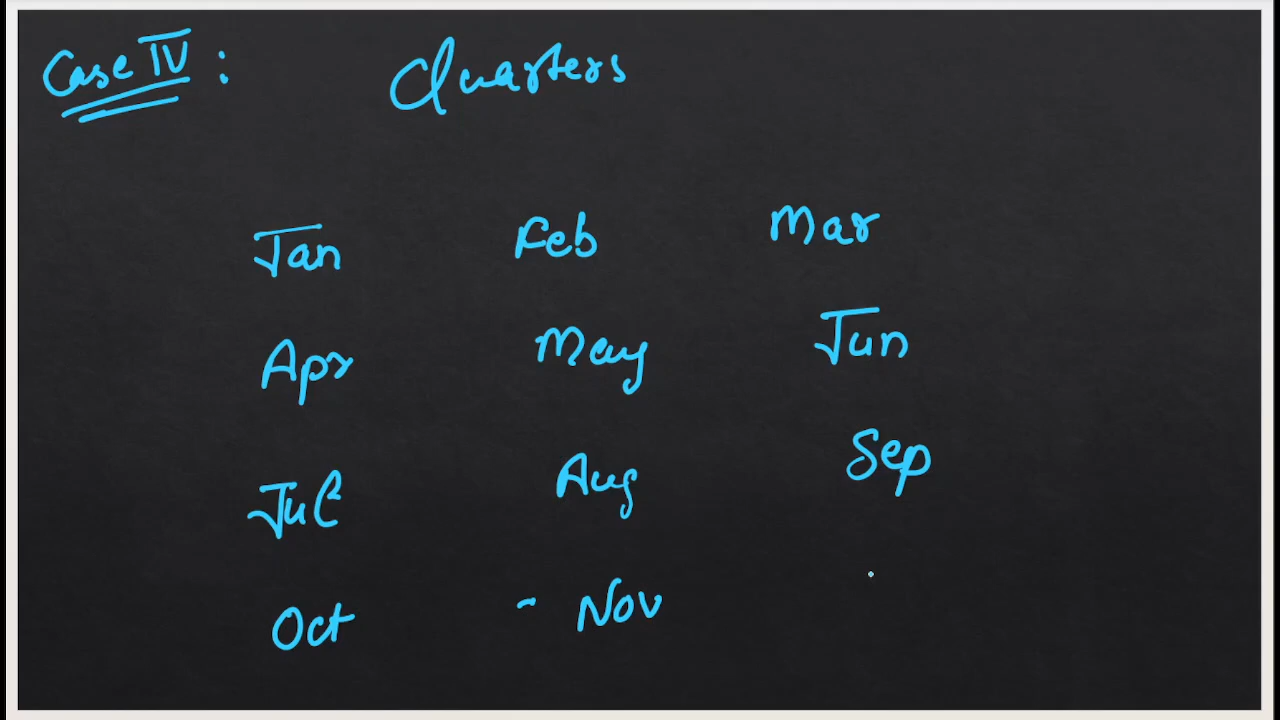 Case IV : Quarters
Jan Feb Mar
Apr May Jun
Jul Aug Sep
Oct - Nov